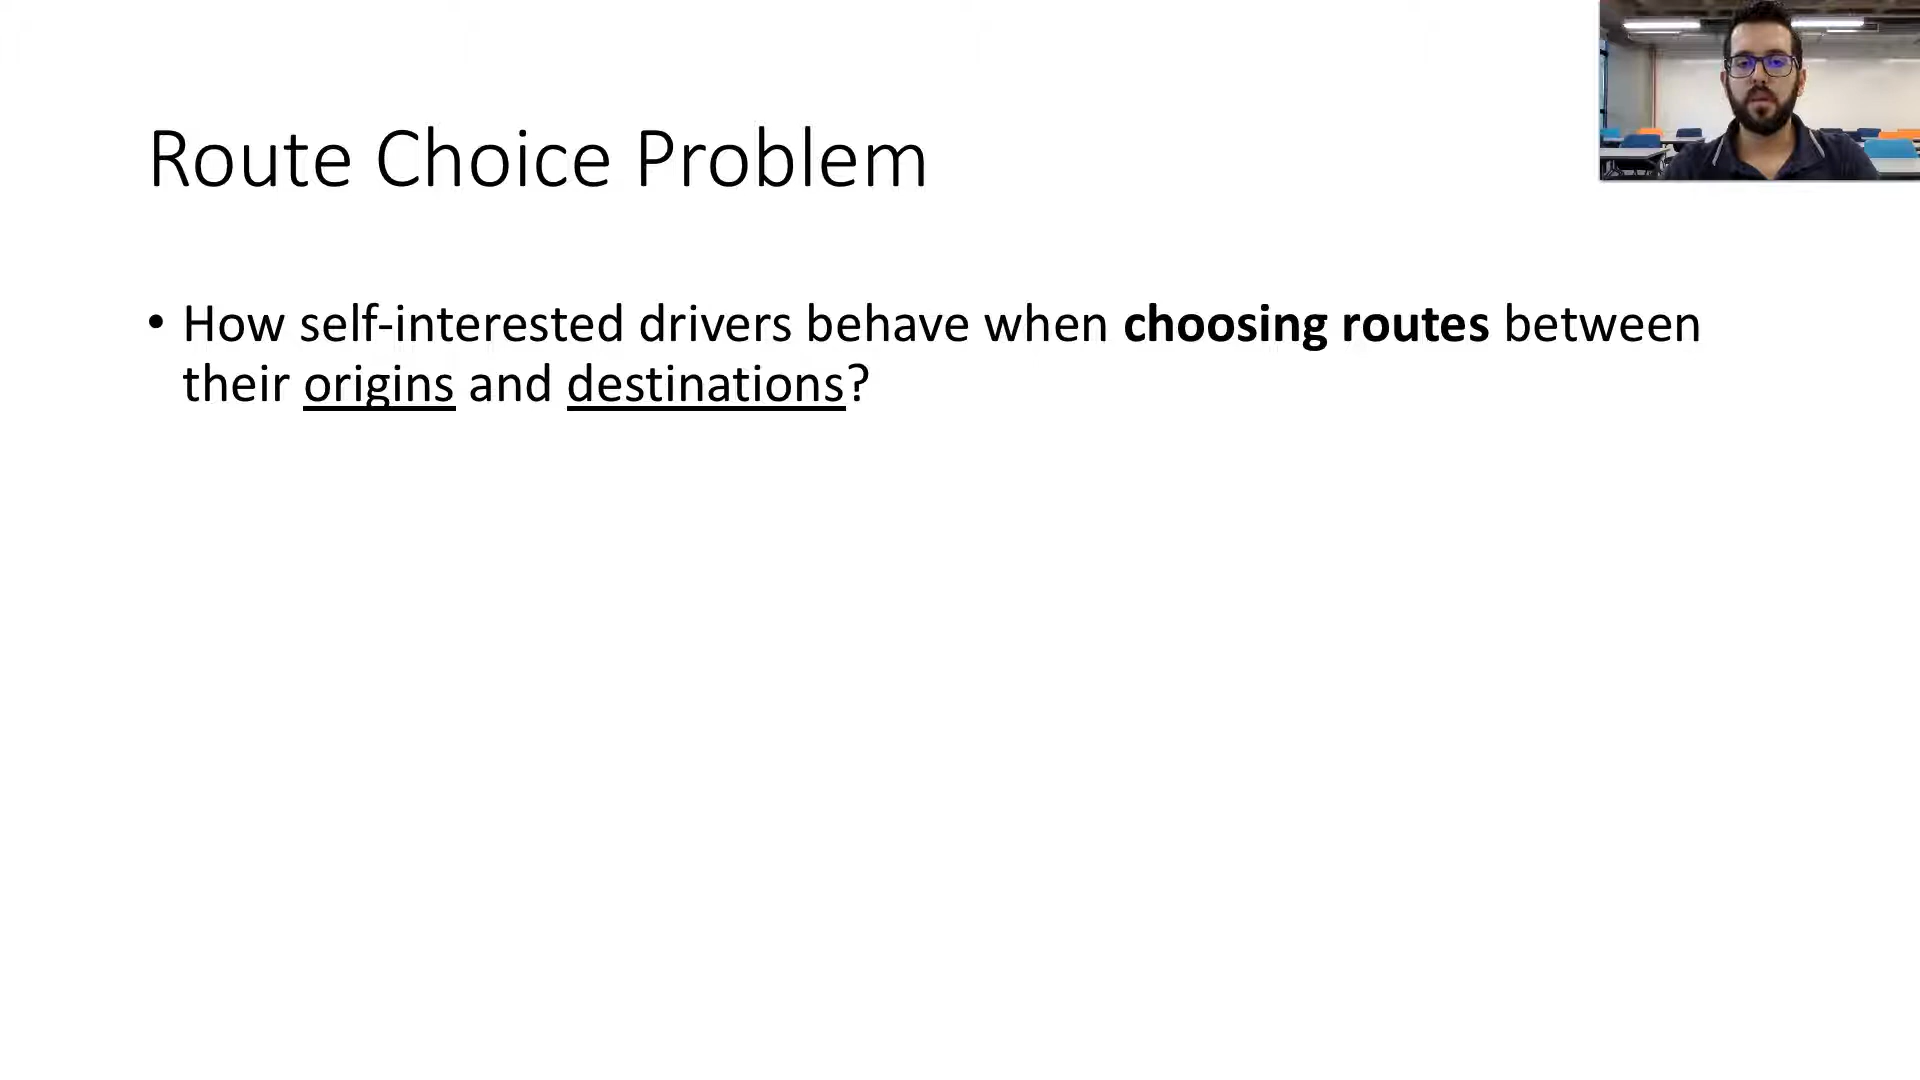 Route Choice Problem
• How self-interested drivers behave when choosing routes between
their origins and destinations?